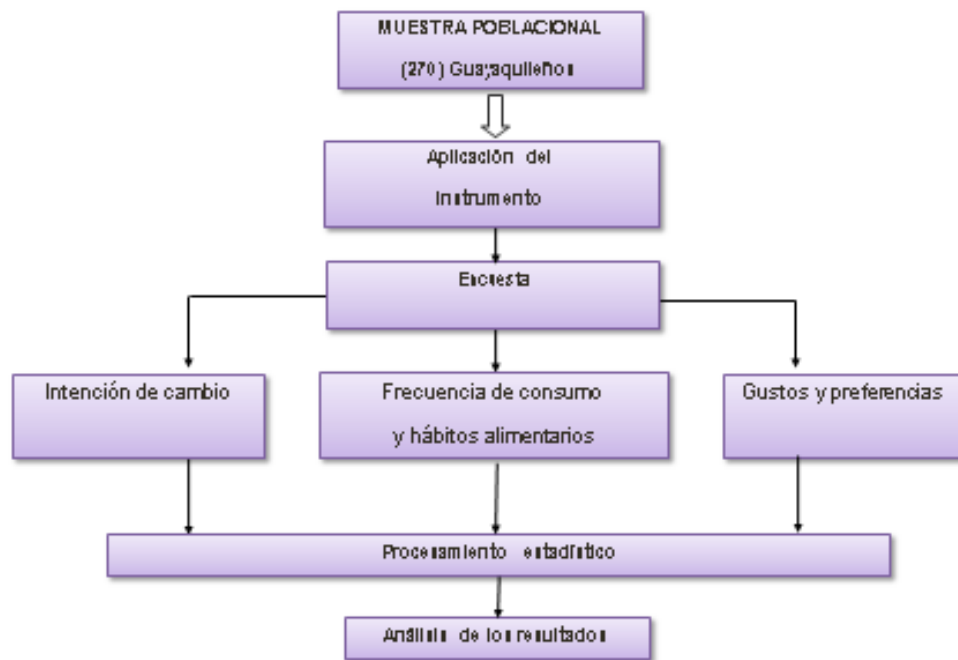 MUESTRA POBLACIONAL
(270) Guayaquileños
Aplicación del
Instrumento
Encuesta
Intención de cambio
Frecuencia de consumo
y hábitos alimentarios
Gustos y preferencias
Procesamiento estadístico
Análisis de los resultados